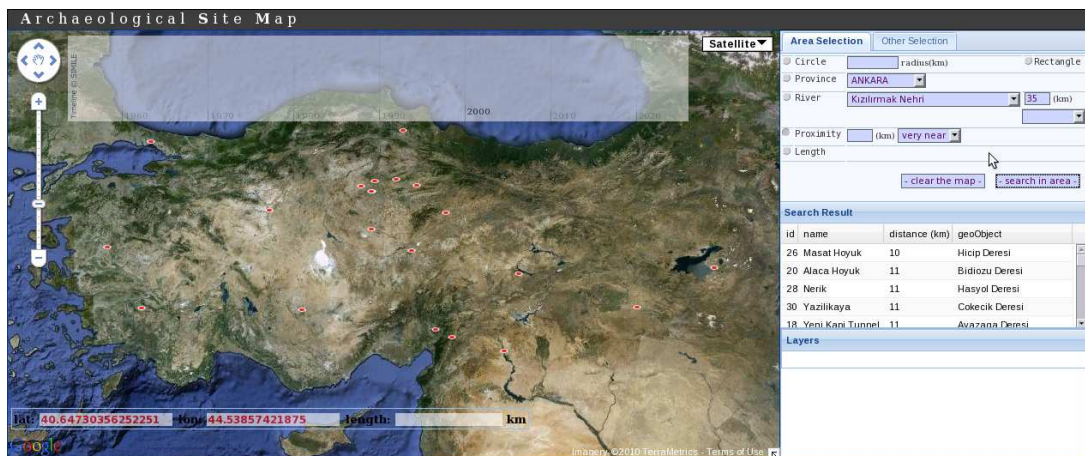 Archaeological Site Map
Satellite
Timeline © SIMILE
1960
1970
1990
2000
2010
2020
lat: 40.64730356252251 lon: 44.53857421875 length: km
Google
Imagery ©2010 TerraMetrics - Terms of Use
Area Selection Other Selection
Circle radius(km) Rectangle
Province ANKARA
River Kızılırmak Nehri 35 (km)
Proximity (km) very near
Length
- clear the map - - search in area -
Search Result
id name distance (km) geoObject
26 Masat Hoyuk 10 Hicip Deresi
20 Alaca Hoyuk 11 Bidiozu Deresi
28 Nerik 11 Hasyol Deresi
30 Yazilikaya 11 Cokecik Deresi
18 Yeni Kapi Tunnel 11 Ayazaga Deresi
Layers